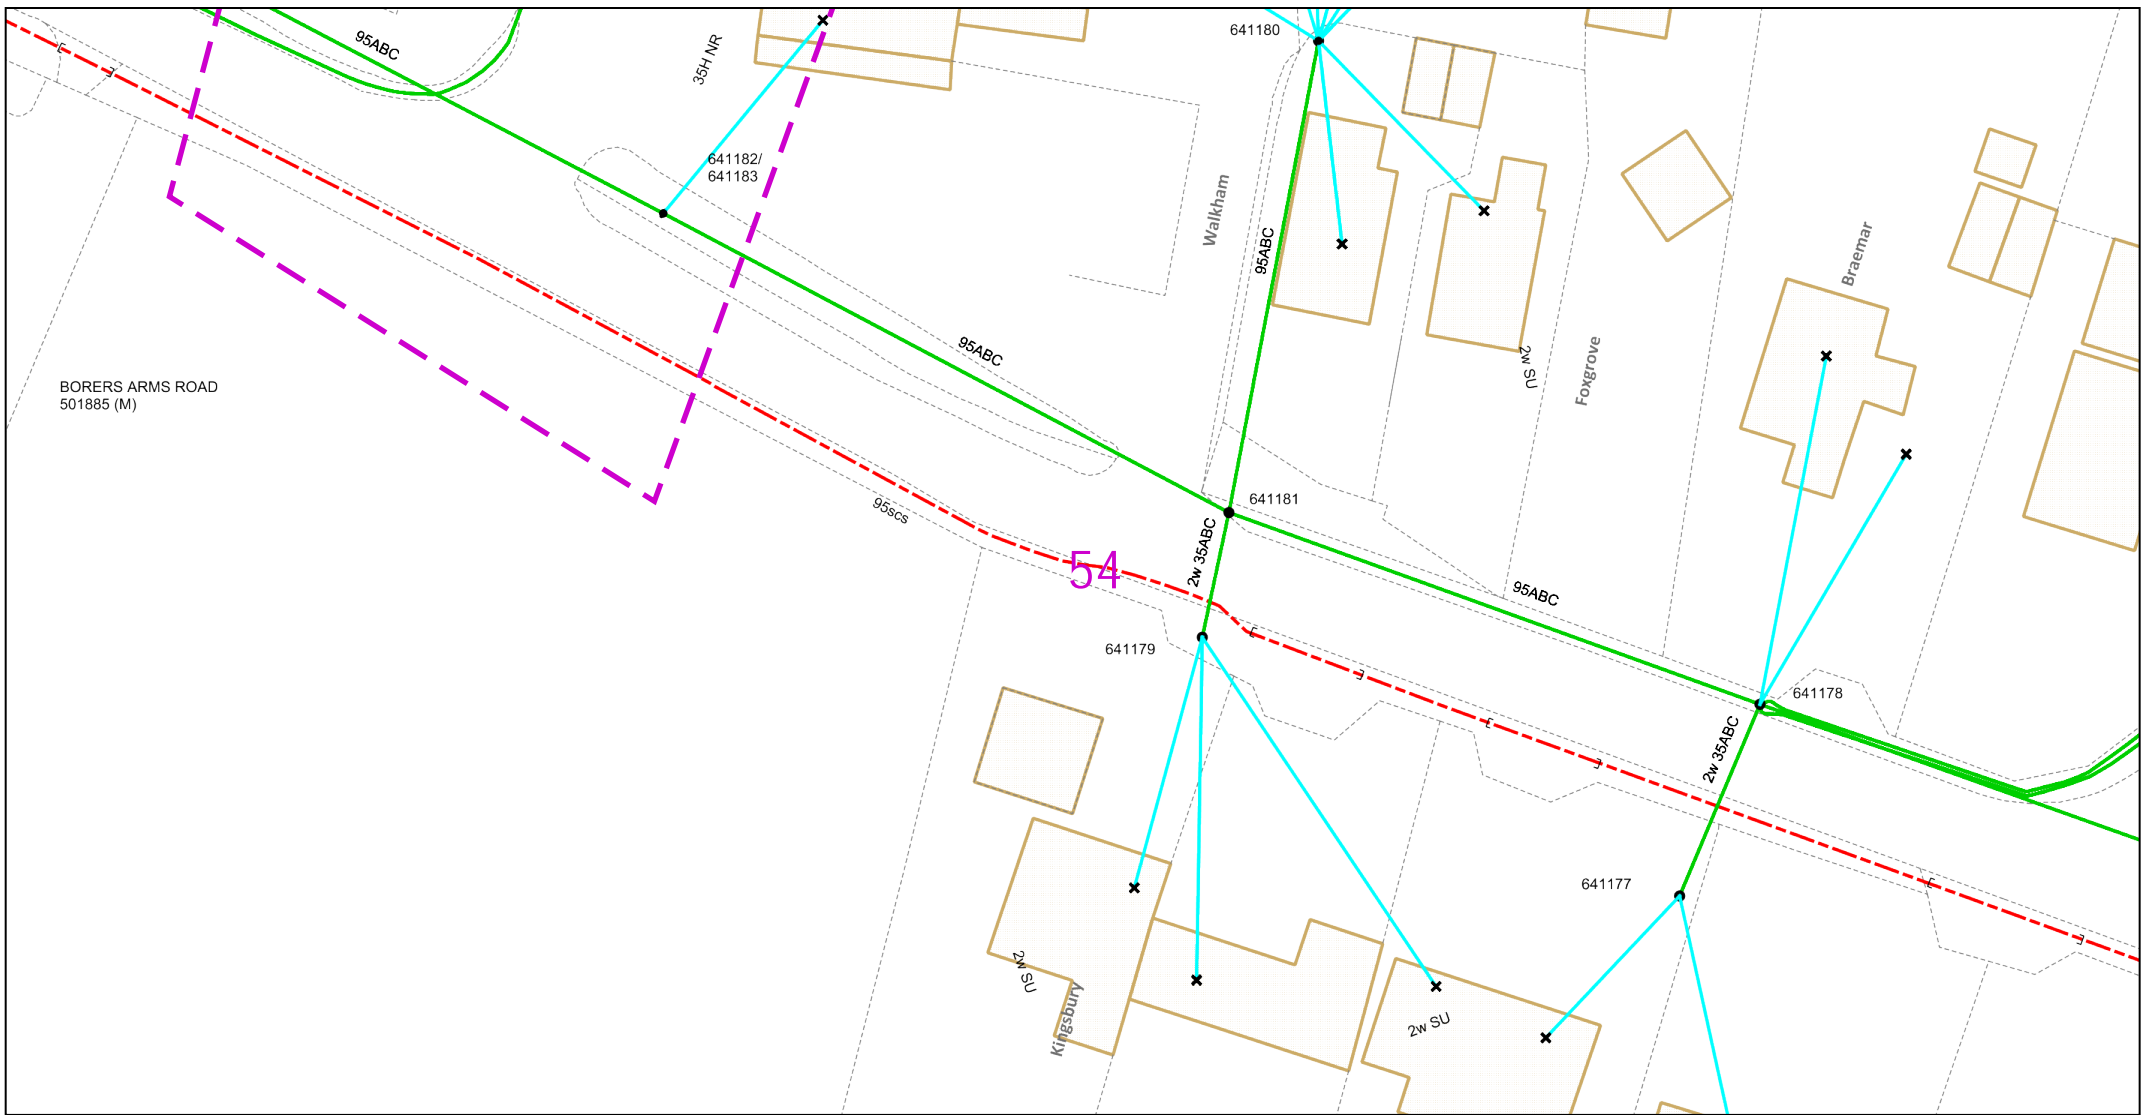 95ABC
35H NR
641180
641182/
641183
Walkham
95ABC
Braemar
95ABC
2w SU
Foxgrove
BORERS ARMS ROAD
501885 (M)
95scs
641181
54
2w 35ABC
95ABC
641179
641178
2w 35ABC
641177
2w SU
Kingsbury
2w SU